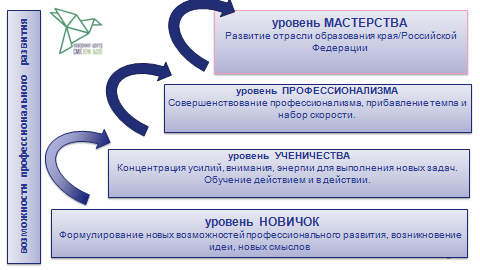 возможности профессионального развития
уровень МАСТЕРСТВА
Развитие отрасли образования края/Российской
Федерации
уровень ПРОФЕССИОНАЛИЗМА
Совершенствование профессионализма, прибавление темпа и
набор скорости.
уровень УЧЕНИЧЕСТВА
Концентрация усилий, внимания, энергии для выполнения новых задач.
Обучение действием и в действии.
уровень НОВИЧОК
Формулирование новых возможностей профессионального развития, возникновение
идеи, новых смыслов